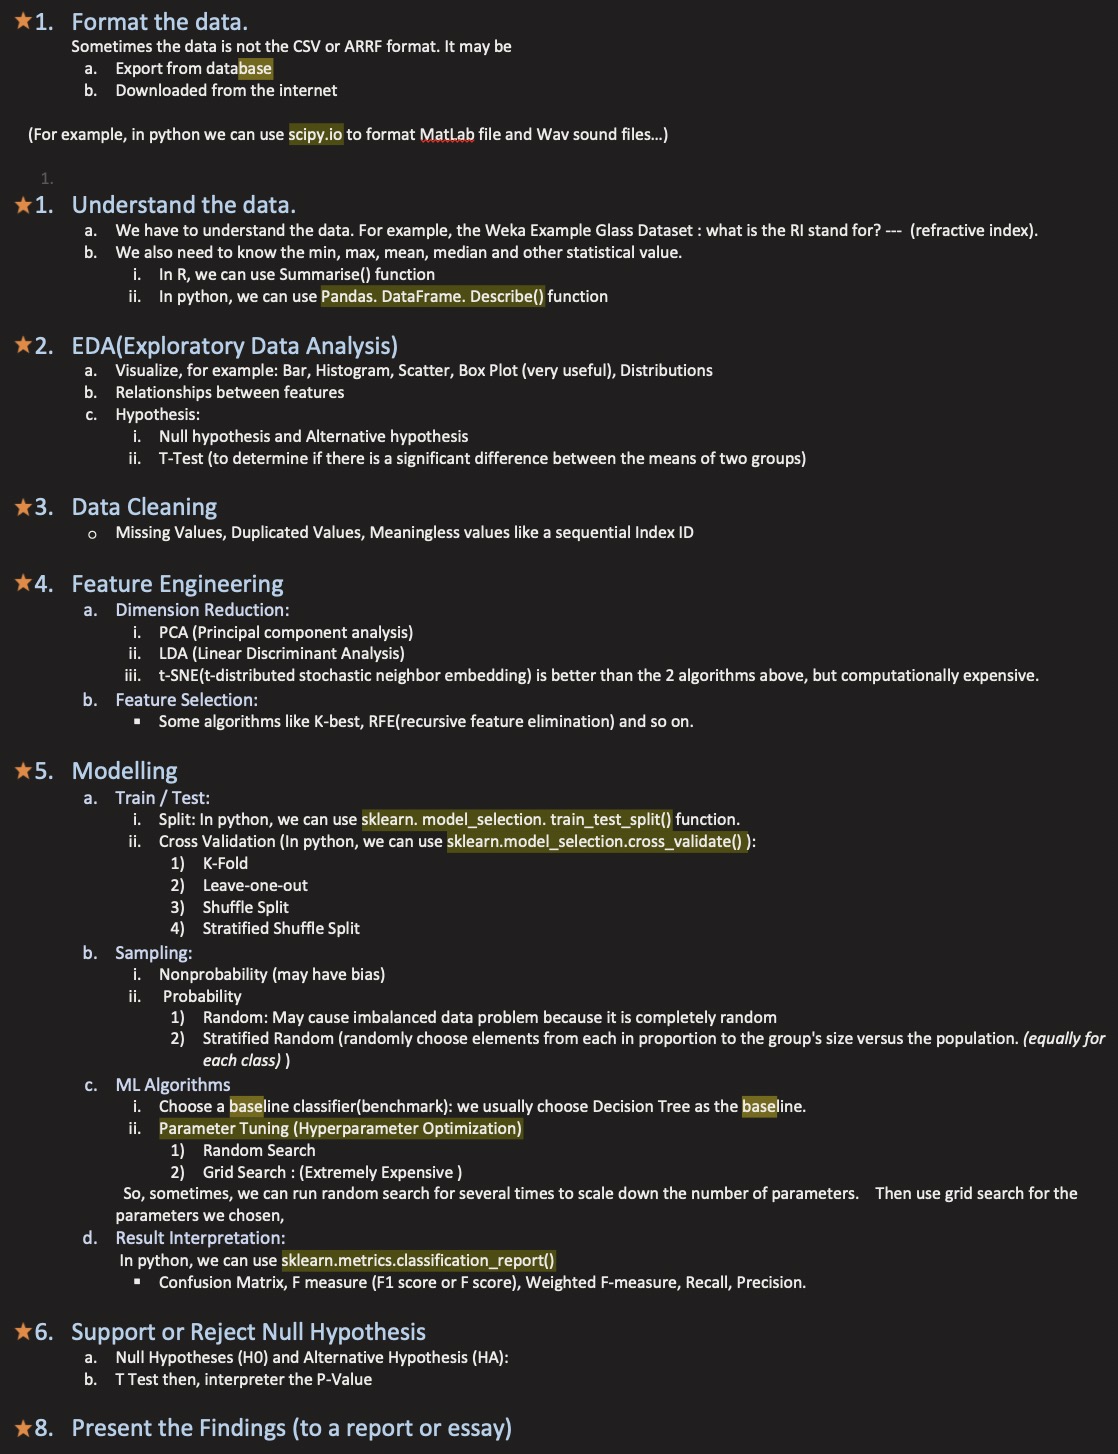 ★1. Format the data.
Sometimes the data is not the CSV or ARRF format. It may be
a. Export from database
b. Downloaded from the internet
(For example, in python we can use scipy.io to format MatLab file and Wav sound files...)
1.
★1. Understand the data.
a. We have to understand the data. For example, the Weka Example Glass Dataset : what is the RI stand for? --- (refractive index).
b. We also need to know the min, max, mean, median and other statistical value.
i. In R, we can use Summarise() function
ii. In python, we can use Pandas. DataFrame. Describe() function
★2. EDA(Exploratory Data Analysis)
a. Visualize, for example: Bar, Histogram, Scatter, Box Plot (very useful), Distributions
b. Relationships between features
c. Hypothesis:
i. Null hypothesis and Alternative hypothesis
ii. T-Test (to determine if there is a significant difference between the means of two groups)
★3. Data Cleaning
o Missing Values, Duplicated Values, Meaningless values like a sequential Index ID
★4. Feature Engineering
a. Dimension Reduction:
i. PCA (Principal component analysis)
ii. LDA (Linear Discriminant Analysis)
iii. t-SNE(t-distributed stochastic neighbor embedding) is better than the 2 algorithms above, but computationally expensive.
b. Feature Selection:
▪ Some algorithms like K-best, RFE(recursive feature elimination) and so on.
★5. Modelling
a. Train / Test:
i. Split: In python, we can use sklearn. model_selection. train_test_split() function.
ii. Cross Validation (In python, we can use sklearn.model_selection.cross_validate() ):
1) K-Fold
2) Leave-one-out
3) Shuffle Split
4) Stratified Shuffle Split
b. Sampling:
i. Nonprobability (may have bias)
ii. Probability
1) Random: May cause imbalanced data problem because it is completely random
2) Stratified Random (randomly choose elements from each in proportion to the group's size versus the population. (equally for
each class) )
c. ML Algorithms
i. Choose a baseline classifier(benchmark): we usually choose Decision Tree as the baseline.
ii. Parameter Tuning (Hyperparameter Optimization)
1) Random Search
2) Grid Search : (Extremely Expensive )
So, sometimes, we can run random search for several times to scale down the number of parameters. Then use grid search for the
parameters we chosen,
d. Result Interpretation:
In python, we can use sklearn.metrics.classification_report()
▪ Confusion Matrix, F measure (F1 score or F score), Weighted F-measure, Recall, Precision.
★6. Support or Reject Null Hypothesis
a. Null Hypotheses (H0) and Alternative Hypothesis (HA):
b. T Test then, interpreter the P-Value
★8. Present the Findings (to a report or essay)